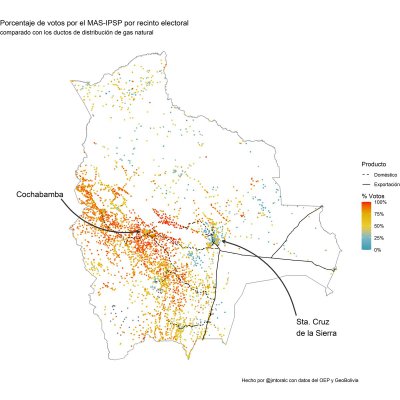 Porcentaje de votos por el MAS-IPSP por recinto electoral
comparado con los ductos de distribución de gas natural
Cochabamba
Producto
Doméstico
Exportación
% Votos
100%
75%
50%
25%
0%
Sta. Cruz
de la Sierra
Hecho por @jmtoralc con datos del OEP y GeoBolivia